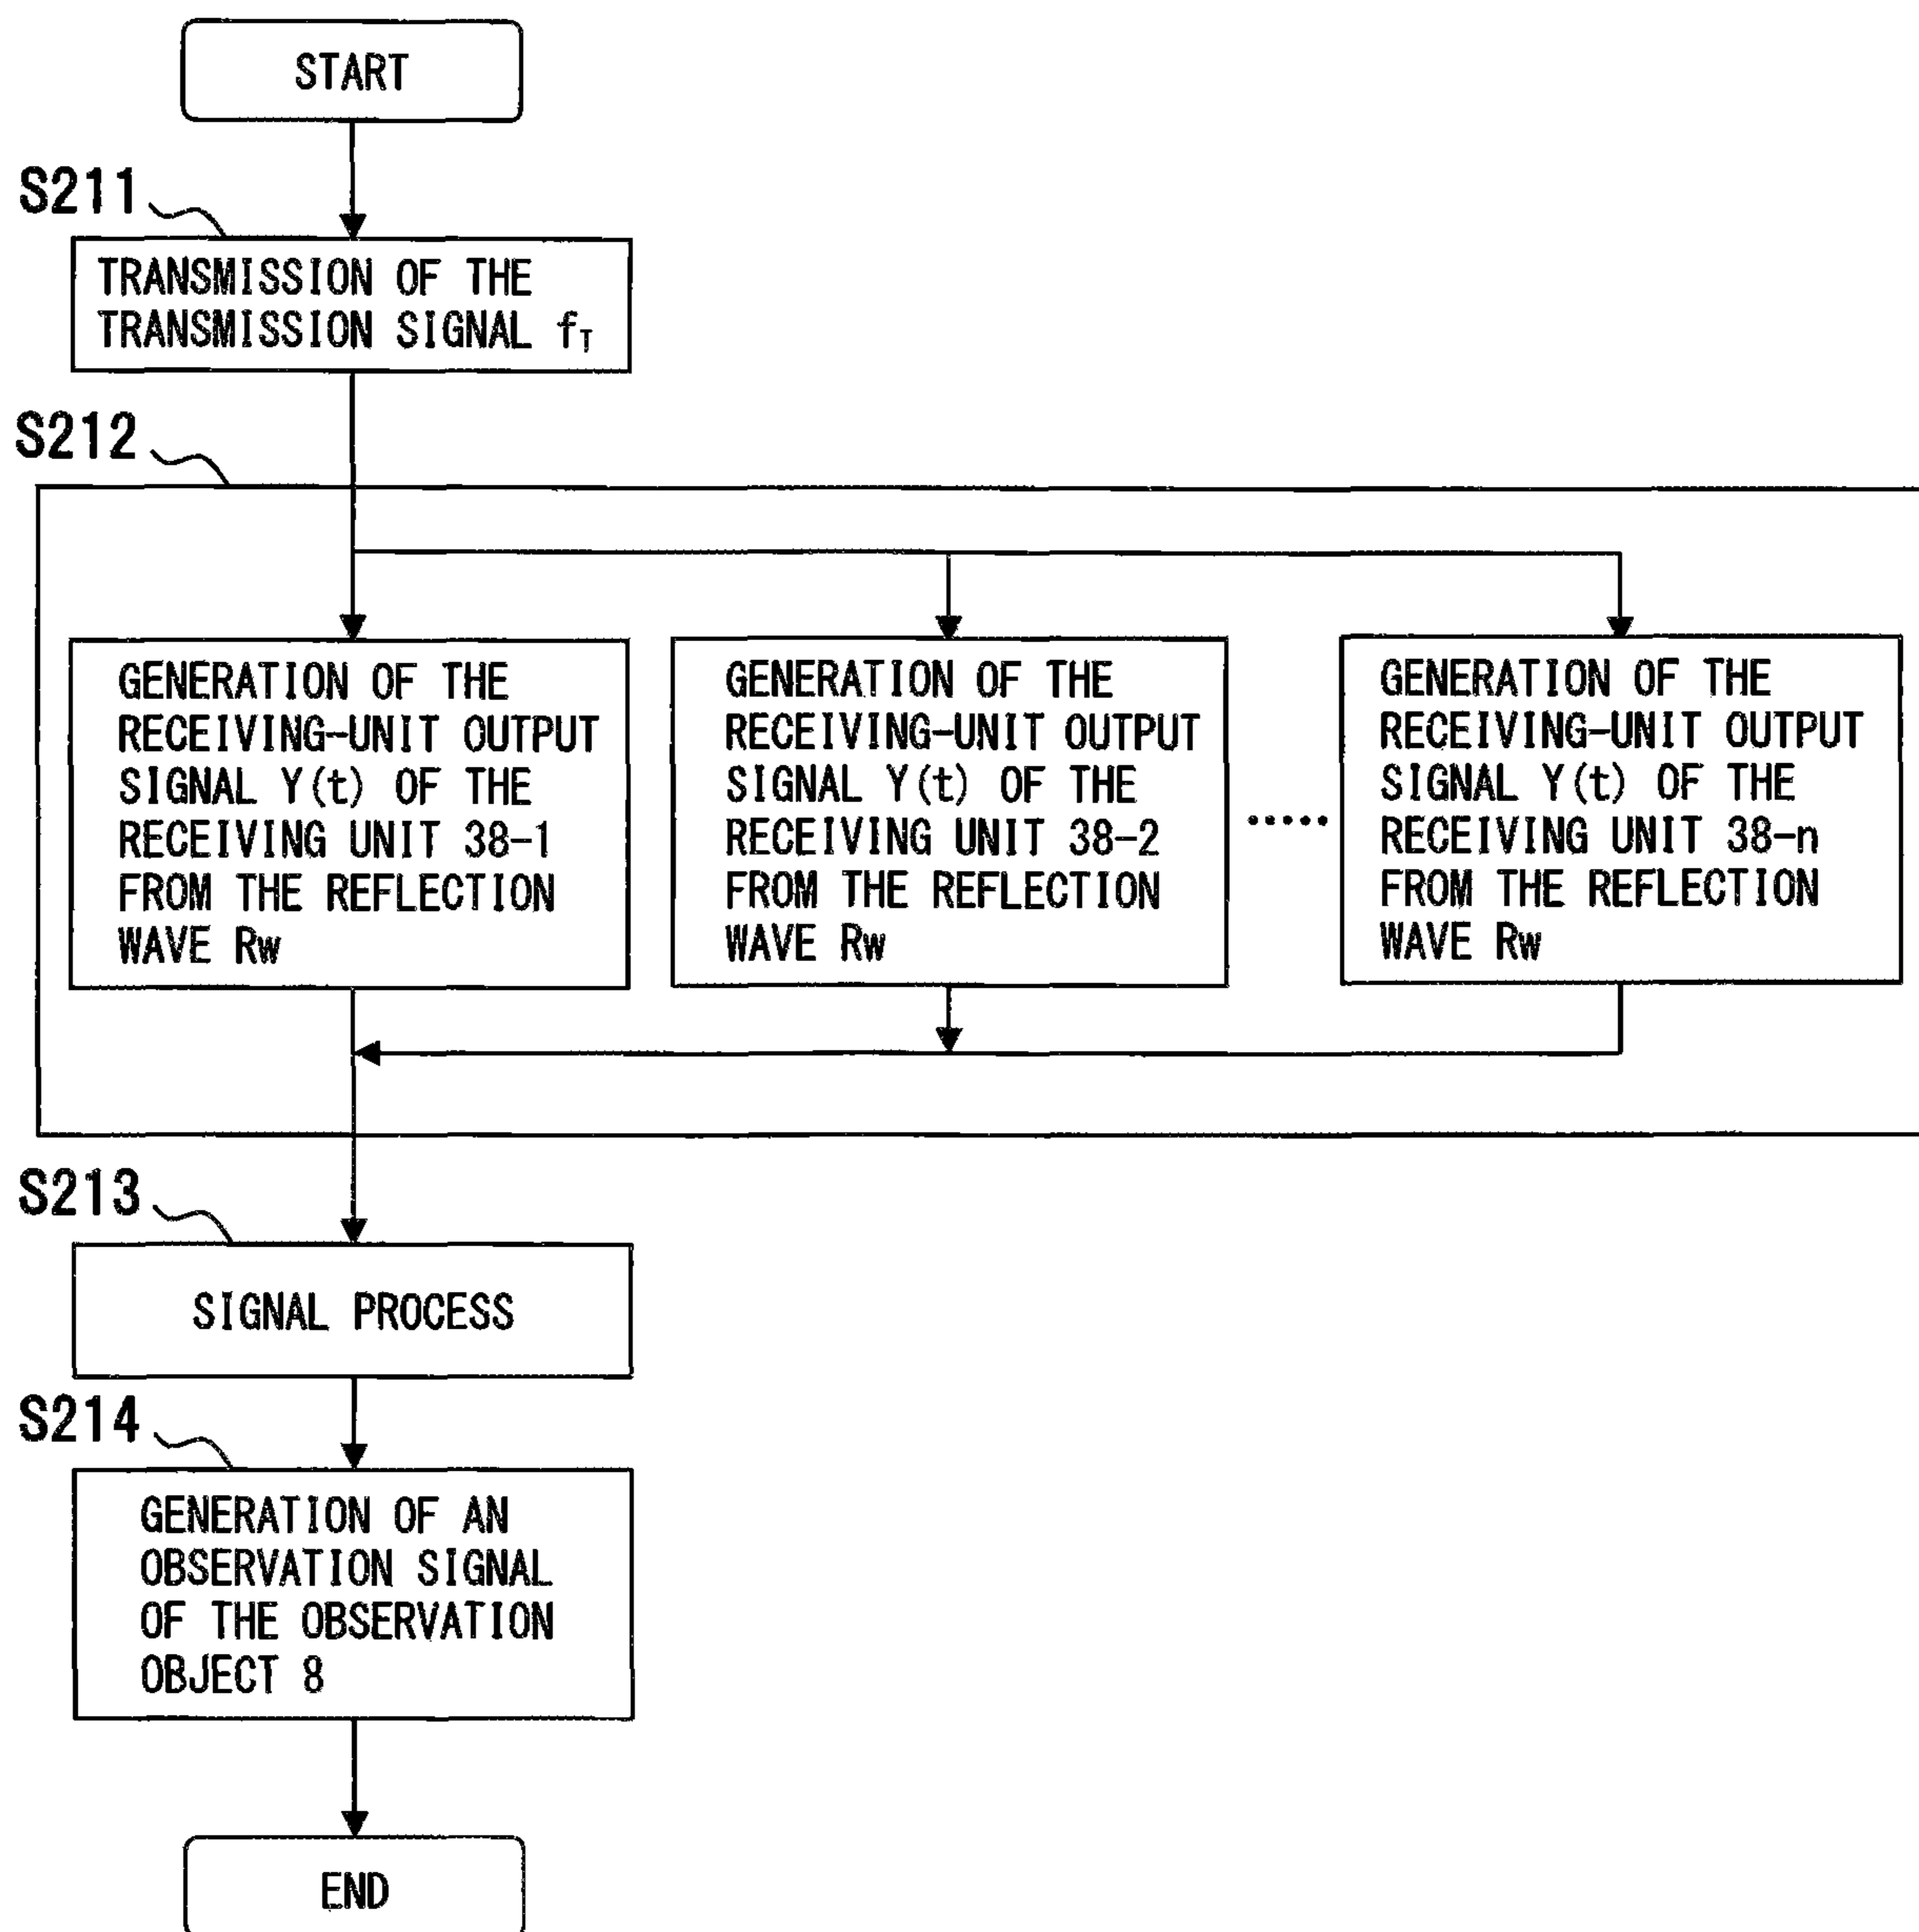 START
S211
TRANSMISSION OF THE
TRANSMISSION SIGNAL fT
S212
GENERATION OF THE
RECEIVING-UNIT OUTPUT
SIGNAL Y(t) OF THE
RECEIVING UNIT 38-1
FROM THE REFLECTION
WAVE Rw
GENERATION OF THE
RECEIVING-UNIT OUTPUT
SIGNAL Y(t) OF THE
RECEIVING UNIT 38-2
FROM THE REFLECTION
WAVE Rw
.....
GENERATION OF THE
RECEIVING-UNIT OUTPUT
SIGNAL Y(t) OF THE
RECEIVING UNIT 38-n
FROM THE REFLECTION
WAVE Rw
S213
SIGNAL PROCESS
S214
GENERATION OF AN
OBSERVATION SIGNAL
OF THE OBSERVATION
OBJECT 8
END